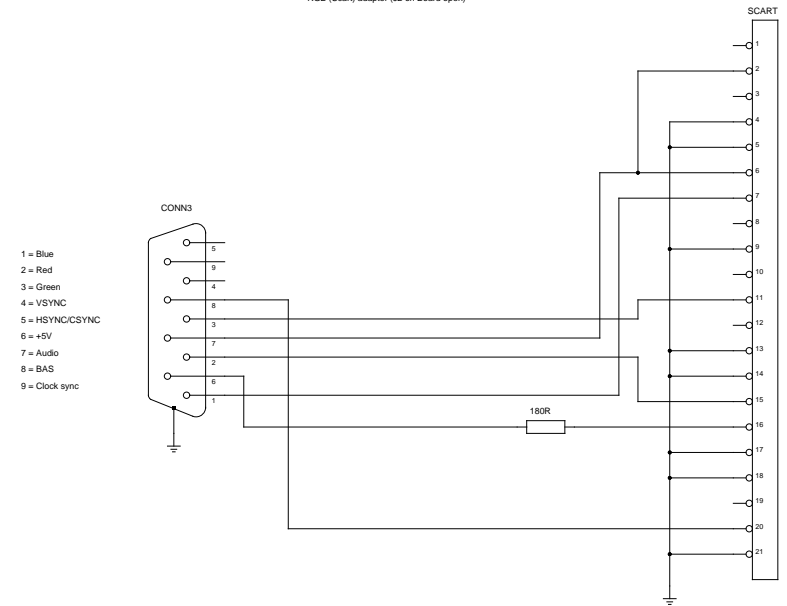 SCART
CONN3
1 = Blue
2 = Red
3 = Green
4 = VSYNC
5 = HSYNC/CSYNC
6 = +5V
7 = Audio
8 = BAS
9 = Clock sync
5
9
4
8
3
7
2
6
1
180R
1
2
3
4
5
6
7
8
9
10
11
12
13
14
15
16
17
18
19
20
21